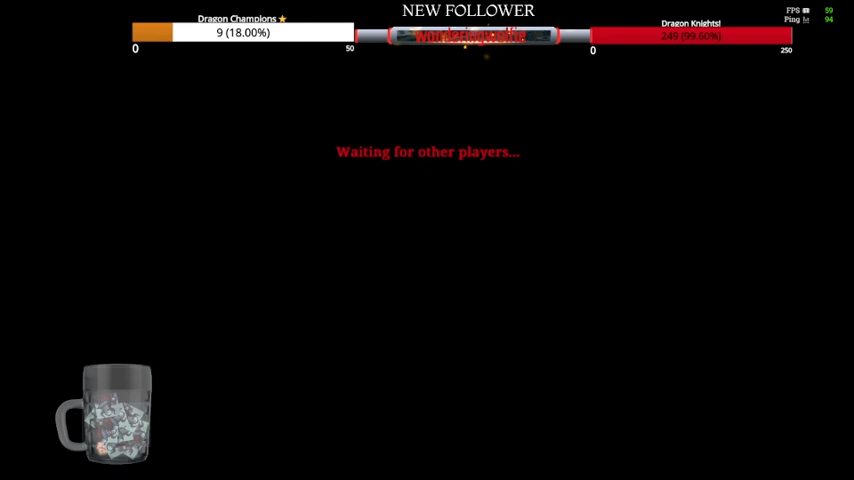 NEW FOLLOWER
Dragon Champions
9 (18.00%)
0
50
wonderingwolfie
Dragon Knights!
249 (99.60%)
0
250
FPS 59
Ping 94
Waiting for other players...